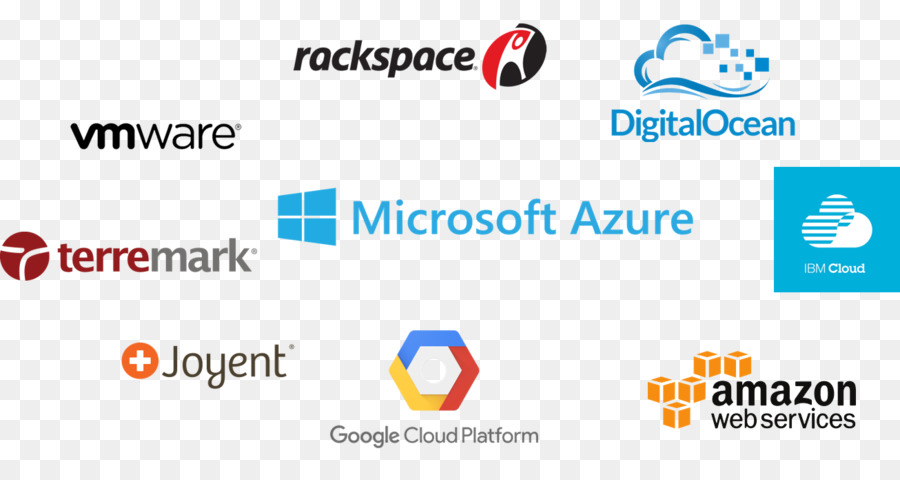 rackspace®
DigitalOcean
vmware®
Microsoft Azure
terremark®
IBM Cloud
Joyent®
Google Cloud Platform
amazon
web services